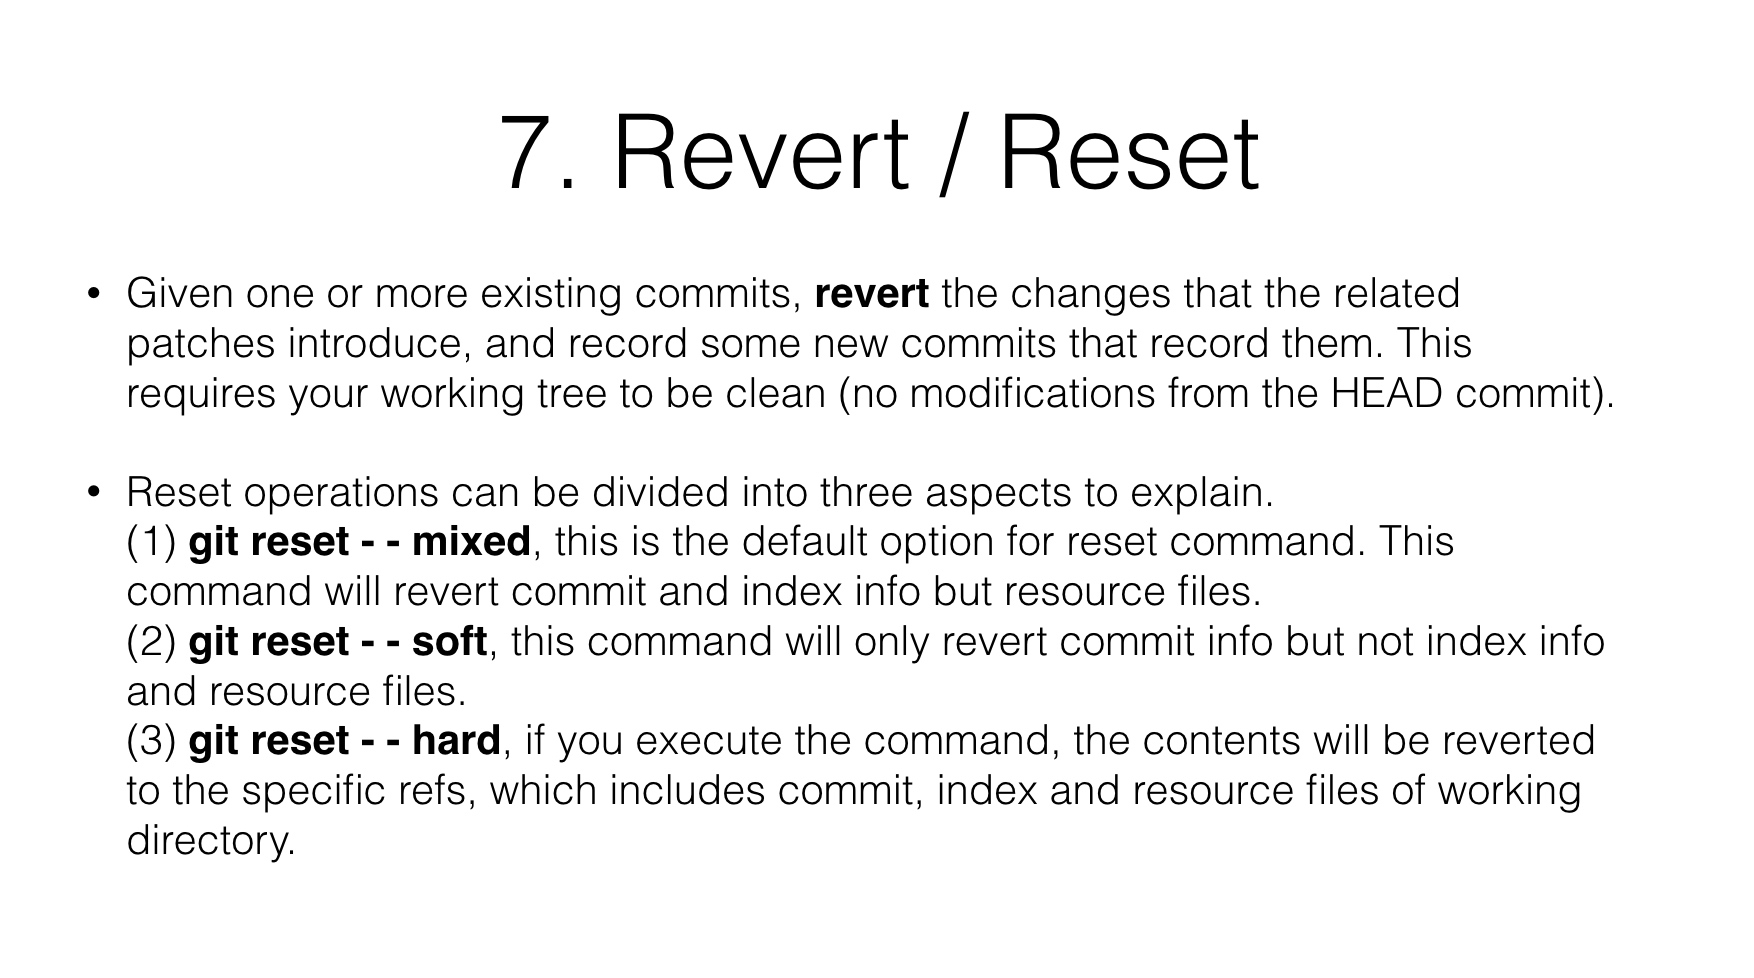 7. Revert / Reset
• Given one or more existing commits, revert the changes that the related
patches introduce, and record some new commits that record them. This
requires your working tree to be clean (no modifications from the HEAD commit).
• Reset operations can be divided into three aspects to explain.
(1) git reset - - mixed, this is the default option for reset command. This
command will revert commit and index info but resource files.
(2) git reset - - soft, this command will only revert commit info but not index info
and resource files.
(3) git reset - - hard, if you execute the command, the contents will be reverted
to the specific refs, which includes commit, index and resource files of working
directory.